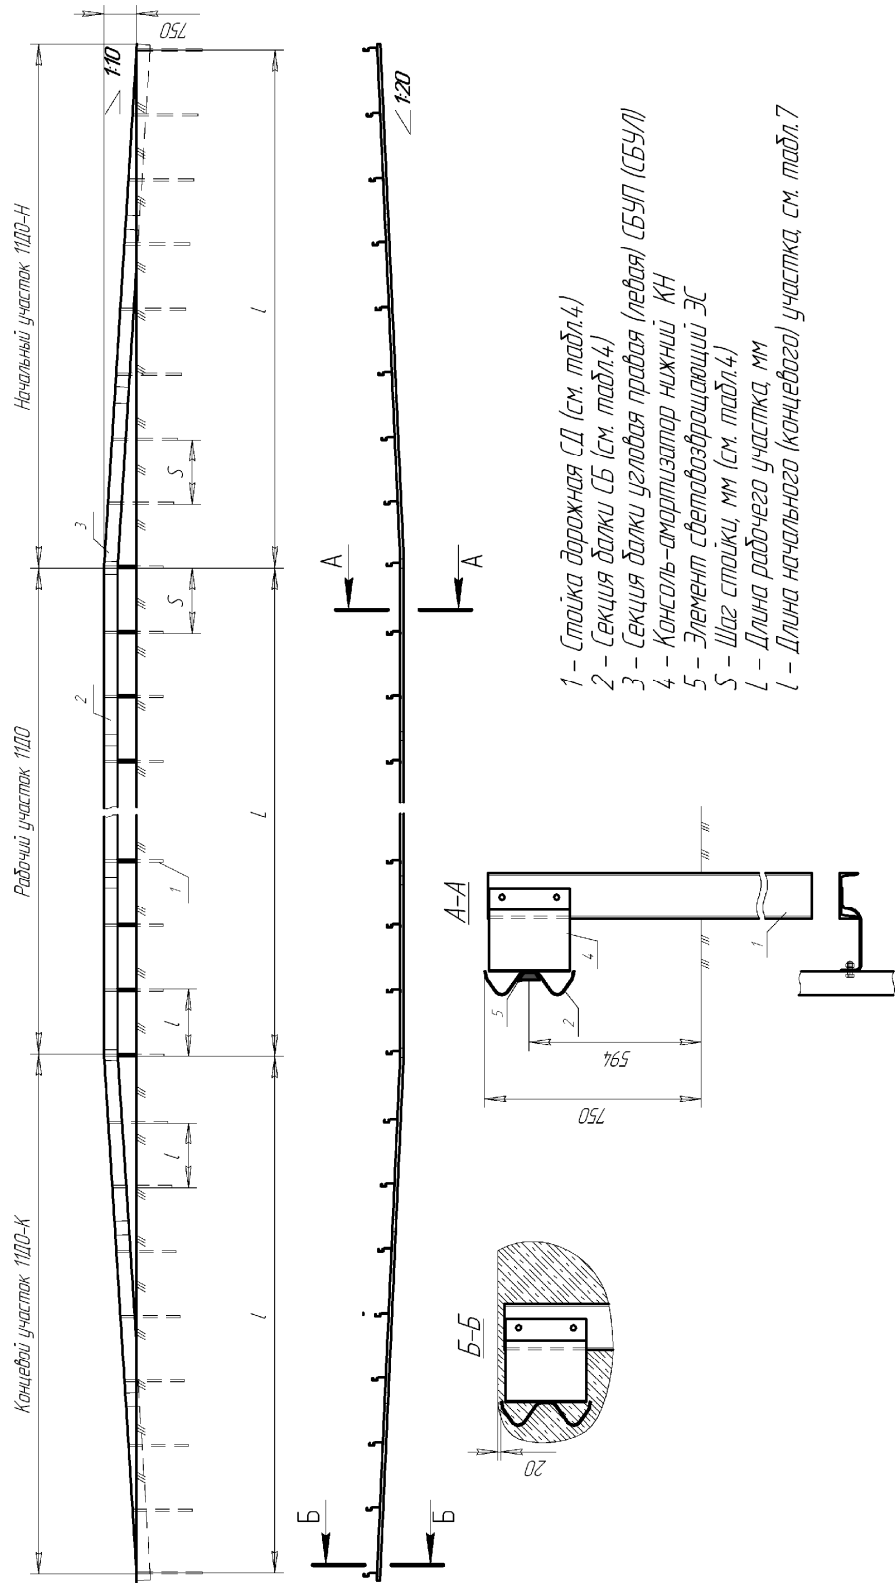 Концевой участок 11ДО-К
Рабочий участок 11ДО
Начальный участок 11ДО-Н
1:10
750
2
3
S
S
1
l
l
l
L
l
1:20
Б
Б
А
А
Б-Б
20
А-А
750
594
5
2
4
1
1 - Стойка дорожная СД (см. табл.4)
2 - Секция балки СБ (см. табл.4)
3 - Секция балки угловая правая (левая) СБУП (СБУЛ)
4 - Консоль-амортизатор нижний КН
5 - Элемент световозврощающий ЭС
S - Шаг стойки, мм (см. табл.4)
L - Длина рабочего участка, мм
l - Длина начального (концевого) участка, см. табл.7